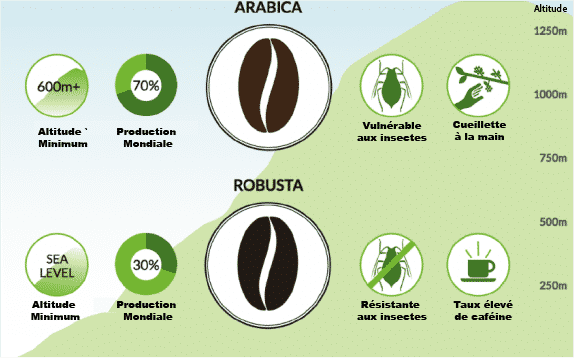 ARABICA
Altitude
1250m
600m+
70%
1000m
Altitude `
Minimum
Production
Mondiale
Vulnérable
aux insectes
Cueillette
à la main
750m
ROBUSTA
500m
SEA
LEVEL
30%
250m
Altitude
Minimum
Production
Mondiale
Résistante
aux insectes
Taux élevé
de caféine